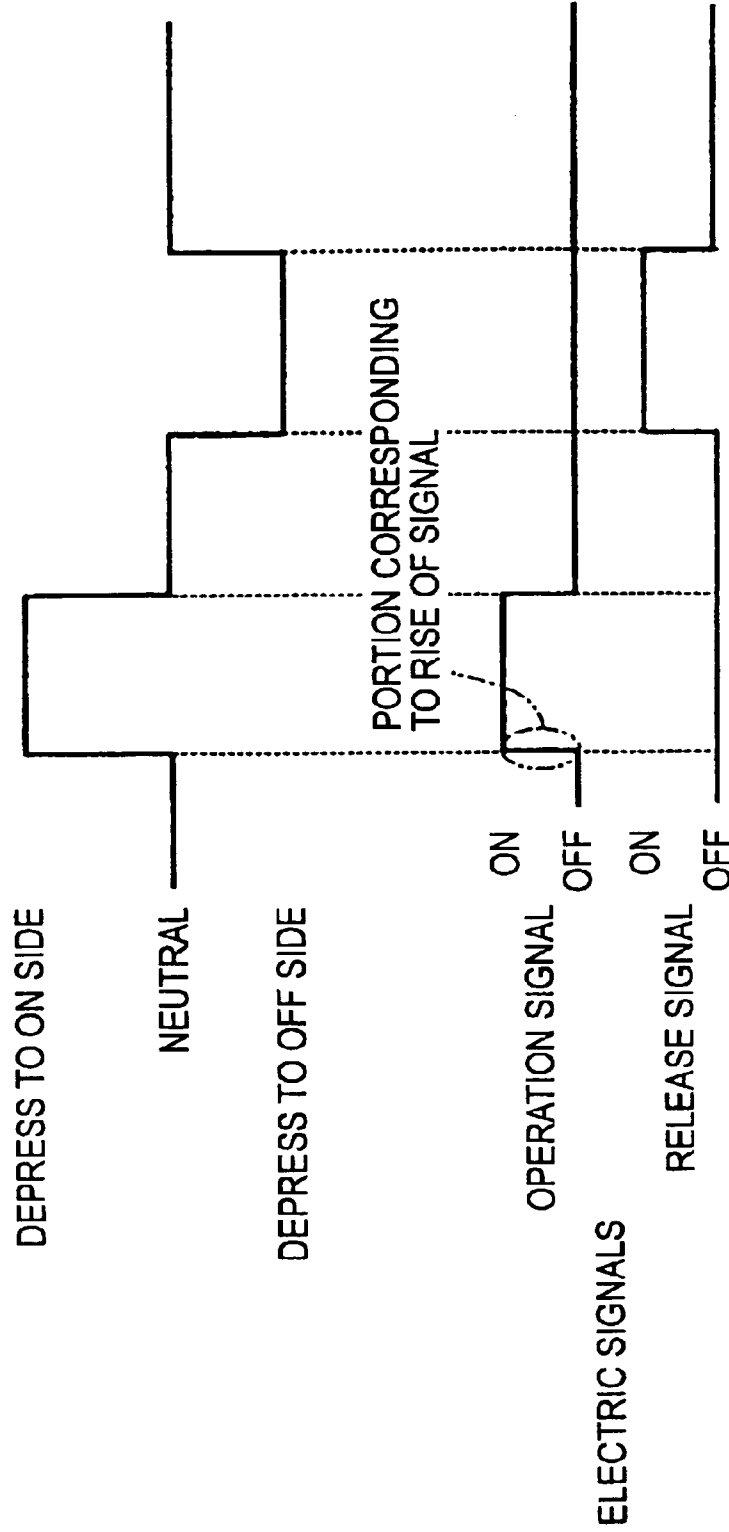 DEPRESS TO ON SIDE
NEUTRAL
DEPRESS TO OFF SIDE
PORTION CORRESPONDING
TO RISE OF SIGNAL
ON
OPERATION SIGNAL
OFF
ELECTRIC SIGNALS
ON
RELEASE SIGNAL
OFF